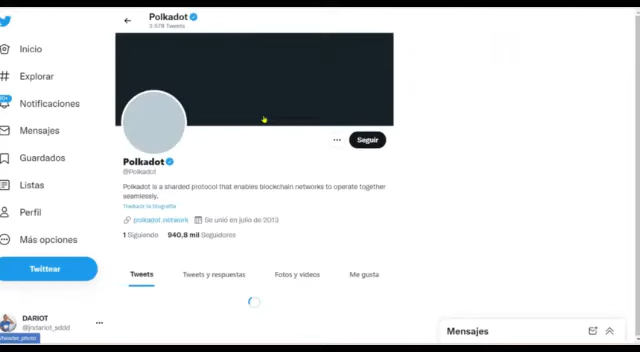 Polkadot
3.579 Tweets
Inicio
Explorar
Notificaciones
Mensajes
Guardados
Listas
Perfil
Más opciones
Twittear
DARIOT
@jndariot_sddd
Seguir
Polkadot
@Polkadot
Polkadot is a sharded protocol that enables blockchain networks to operate together
seamlessly.
Traducir la biografía
polkadot.network Se unió en julio de 2013
1 Siguiendo 940,8 mil Seguidores
Tweets Tweets y respuestas Fotos y videos Me gusta
Mensajes